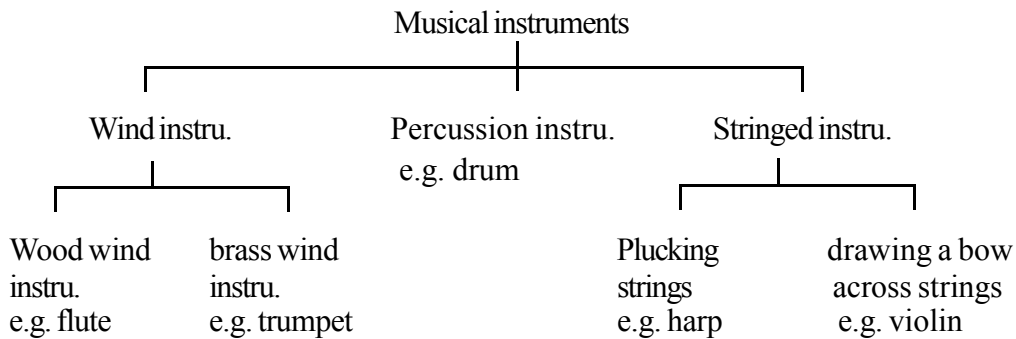 Musical instruments
Wind instru.
Percussion instru.
e.g. drum
Stringed instru.
Wood wind
instru.
e.g. flute
brass wind
instru.
e.g. trumpet
Plucking
strings
e.g. harp
drawing a bow
across strings
e.g. violin